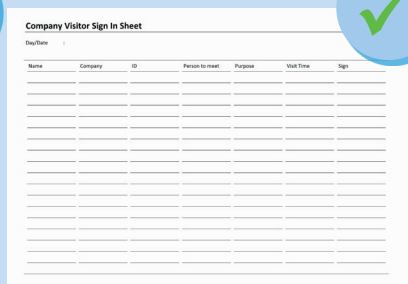 Company Visitor Sign In Sheet
Day/Date :
Name Company ID Person to meet Purpose Visit Time Sign